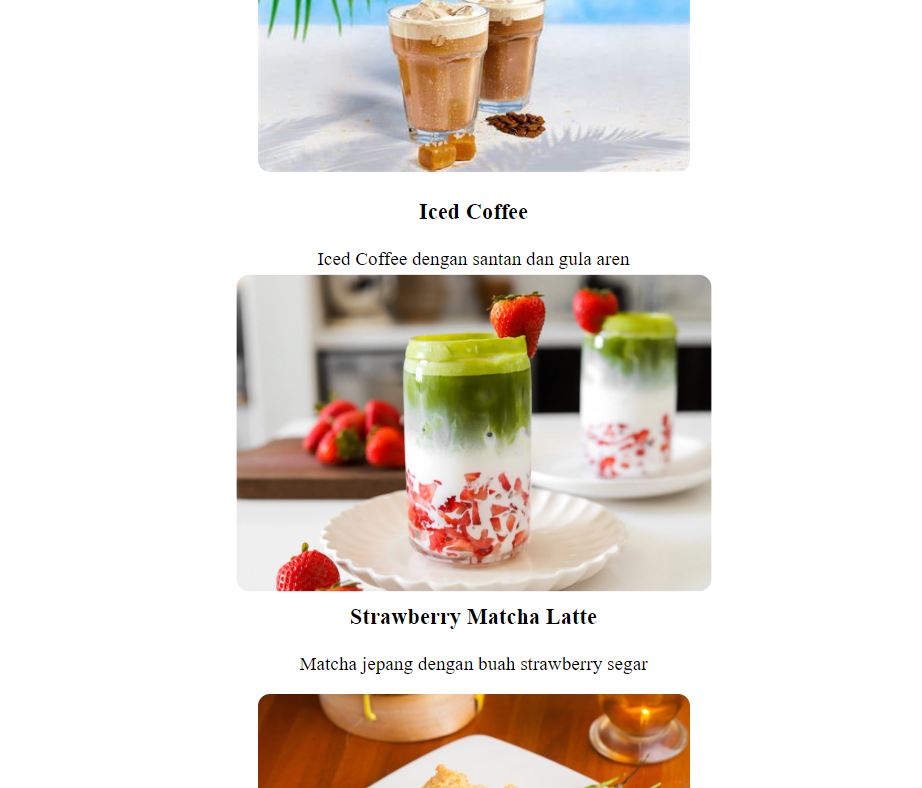 Iced Coffee
Iced Coffee dengan santan dan gula aren
Strawberry Matcha Latte
Matcha jepang dengan buah strawberry segar